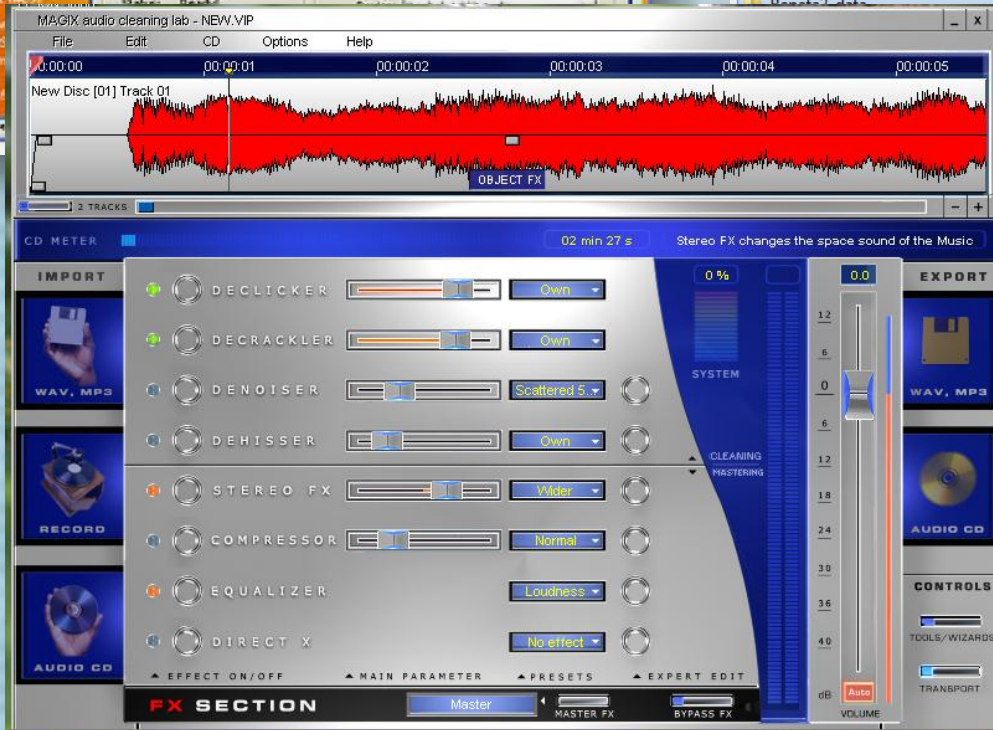 MAGIX audio cleaning lab - NEW.VIP
File Edit CD Options Help
00:00:00 00:00:01 00:00:02 00:00:03 00:00:04 00:00:05
New Disc [01] Track 01
OBJECT FX
2 TRACKS
CD METER 02 min 27 s Stereo FX changes the space sound of the Music
IMPORT
WAV, MP3
RECORD
AUDIO CD
DECLICKER Own
DECRACKLER Own
DENOISER Scattered 5...
DEHISSER Own
STEREO FX Wider
COMPRESSOR Normal
EQUALIZER Loudness
DIRECT X No effect
EFFECT ON/OFF MAIN PARAMETER PRESETS EXPERT EDIT
FX SECTION Master MASTER FX BYPASS FX
0 %
SYSTEM
CLEANING
MASTERING
0.0
12
6
0
6
12
18
24
30
36
40
dB Auto
VOLUME
EXPORT
WAV, MP3
AUDIO CD
CONTROLS
TOOLS/WIZARDS
TRANSPORT